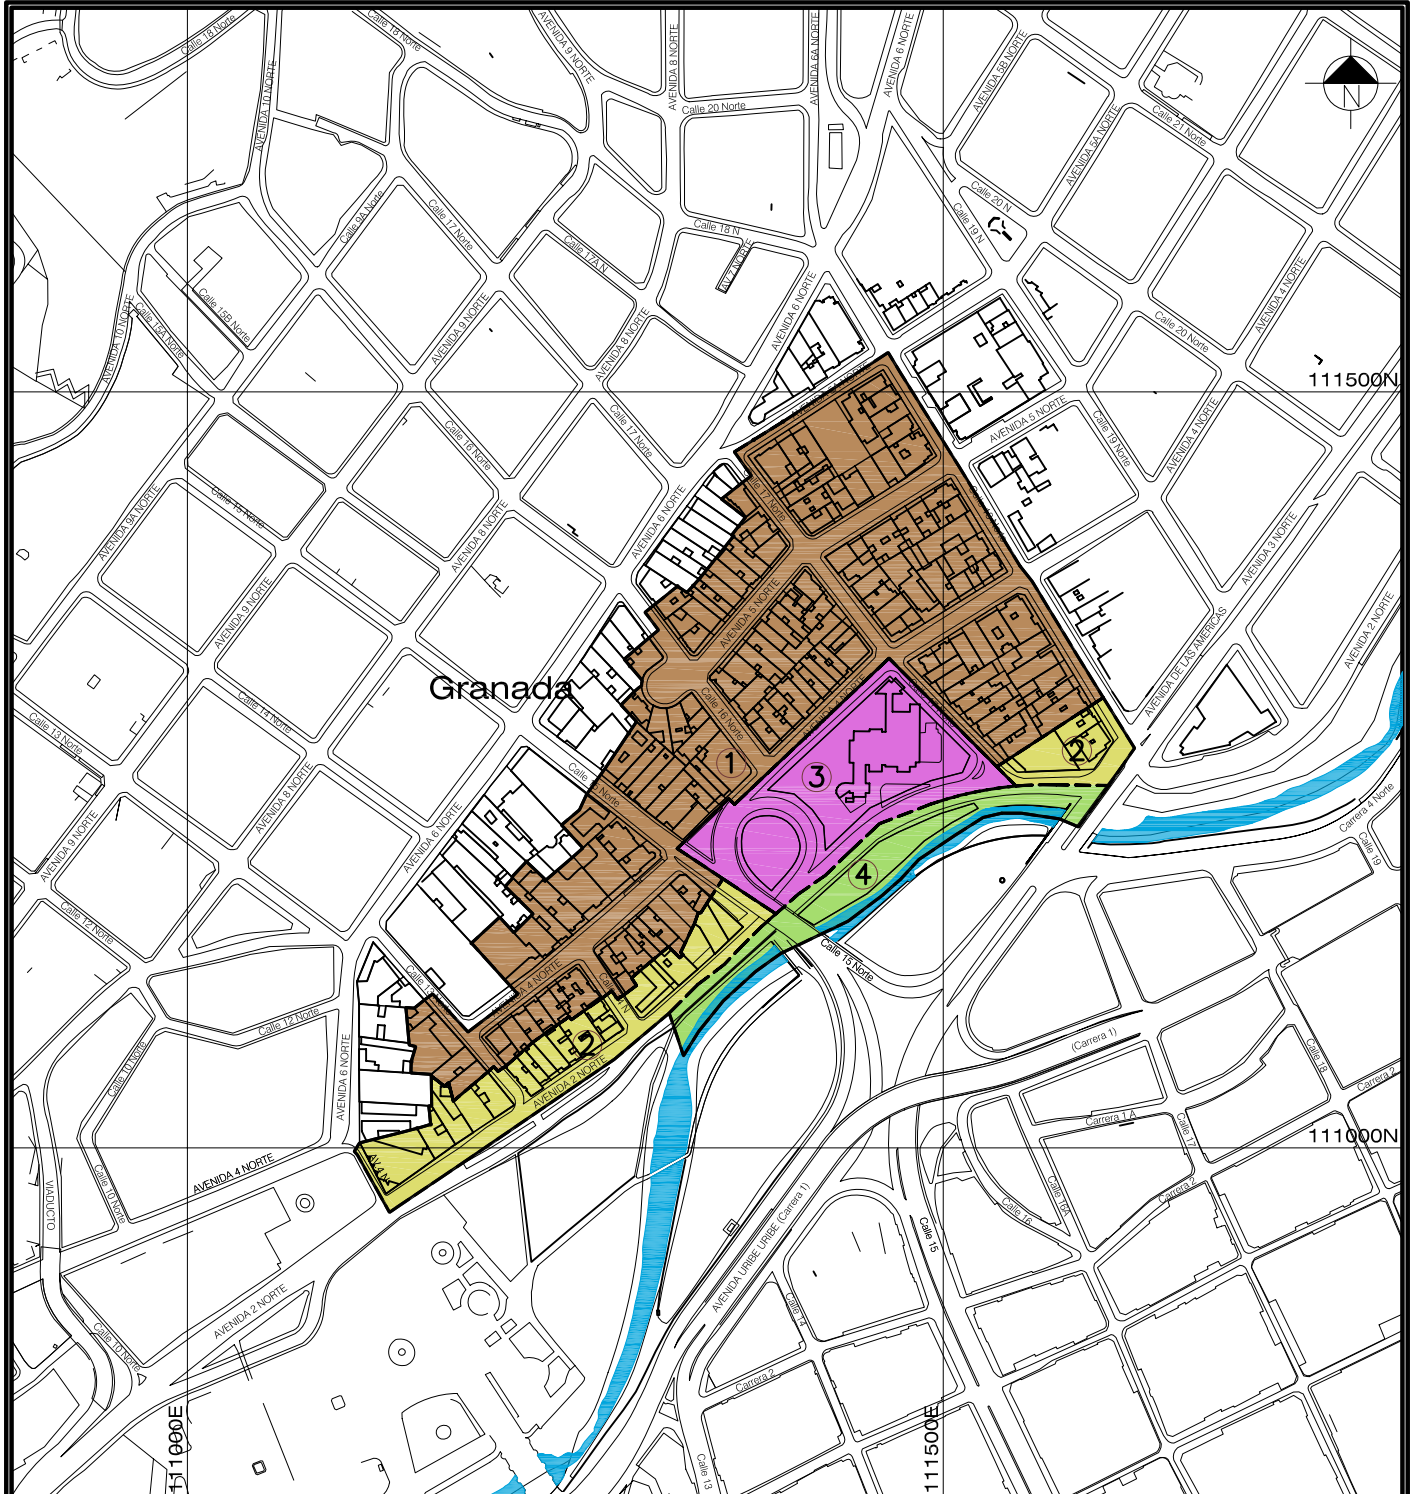 Calle 18 Norte
Calle 18 Norte
AVENIDA 9 NORTE
AVENIDA 8 NORTE
AVENIDA 6A NORTE
AVENIDA 6 NORTE
AVENIDA 5B NORTE
AVENIDA 10 NORTE
Calle 20 Norte
AVENIDA 5A NORTE
Calle 21 Norte
N
Calle 9A Norte
Calle 17 Norte
Calle 18 N
Calle 20 N
Calle 19 N
Calle 17A N
AV. 7 NORTE
AVENIDA 10 NORTE
Calle 15A Norte
Calle 15B Norte
AVENIDA 9 NORTE
AVENIDA 8 NORTE
AVENIDA 6 NORTE
AVENIDA 4 NORTE
Calle 20 Norte
111500N
AVENIDA 5 NORTE
Calle 19 Norte
AVENIDA 4 NORTE
Calle 16 Norte
Calle 17 Norte
AVENIDA 9A NORTE
Calle 15 Norte
AVENIDA 8 NORTE
AVENIDA 6 NORTE
Calle 17 Norte
AVENIDA 3 NORTE
AVENIDA 9 NORTE
AVENIDA 5 NORTE
AVENIDA 2 NORTE
AVENIDA DE LAS AMERICAS
Granada
Calle 14 Norte
Calle 13 Norte
Calle 16 Norte
AVENIDA 4 NORTE
1
2
3
4
AVENIDA 8 NORTE
AVENIDA 6 NORTE
AVENIDA 9 NORTE
Carrera 4 Norte
Calle 19
Calle 12 Norte
Calle 15 Norte
AVENIDA 4 NORTE
Calle 12 Norte
Calle 10 Norte
AVENIDA 6 NORTE
2
AVENIDA 2 NORTE
(Carrera 1)
Calle 18
Carrera 2
Carrera 1 A
Calle 17
111000N
AVENIDA 4 NORTE
AV.4 N
VIADUCTO
Calle 10 Norte
Calle 16A
Calle 16
Carrera 2
Calle 15
AVENIDA URIBE URIBE (Carrera 1)
AVENIDA 2 NORTE
Calle 10 Norte
Calle 14
Carrera 2
Calle 13
111000E
111500E